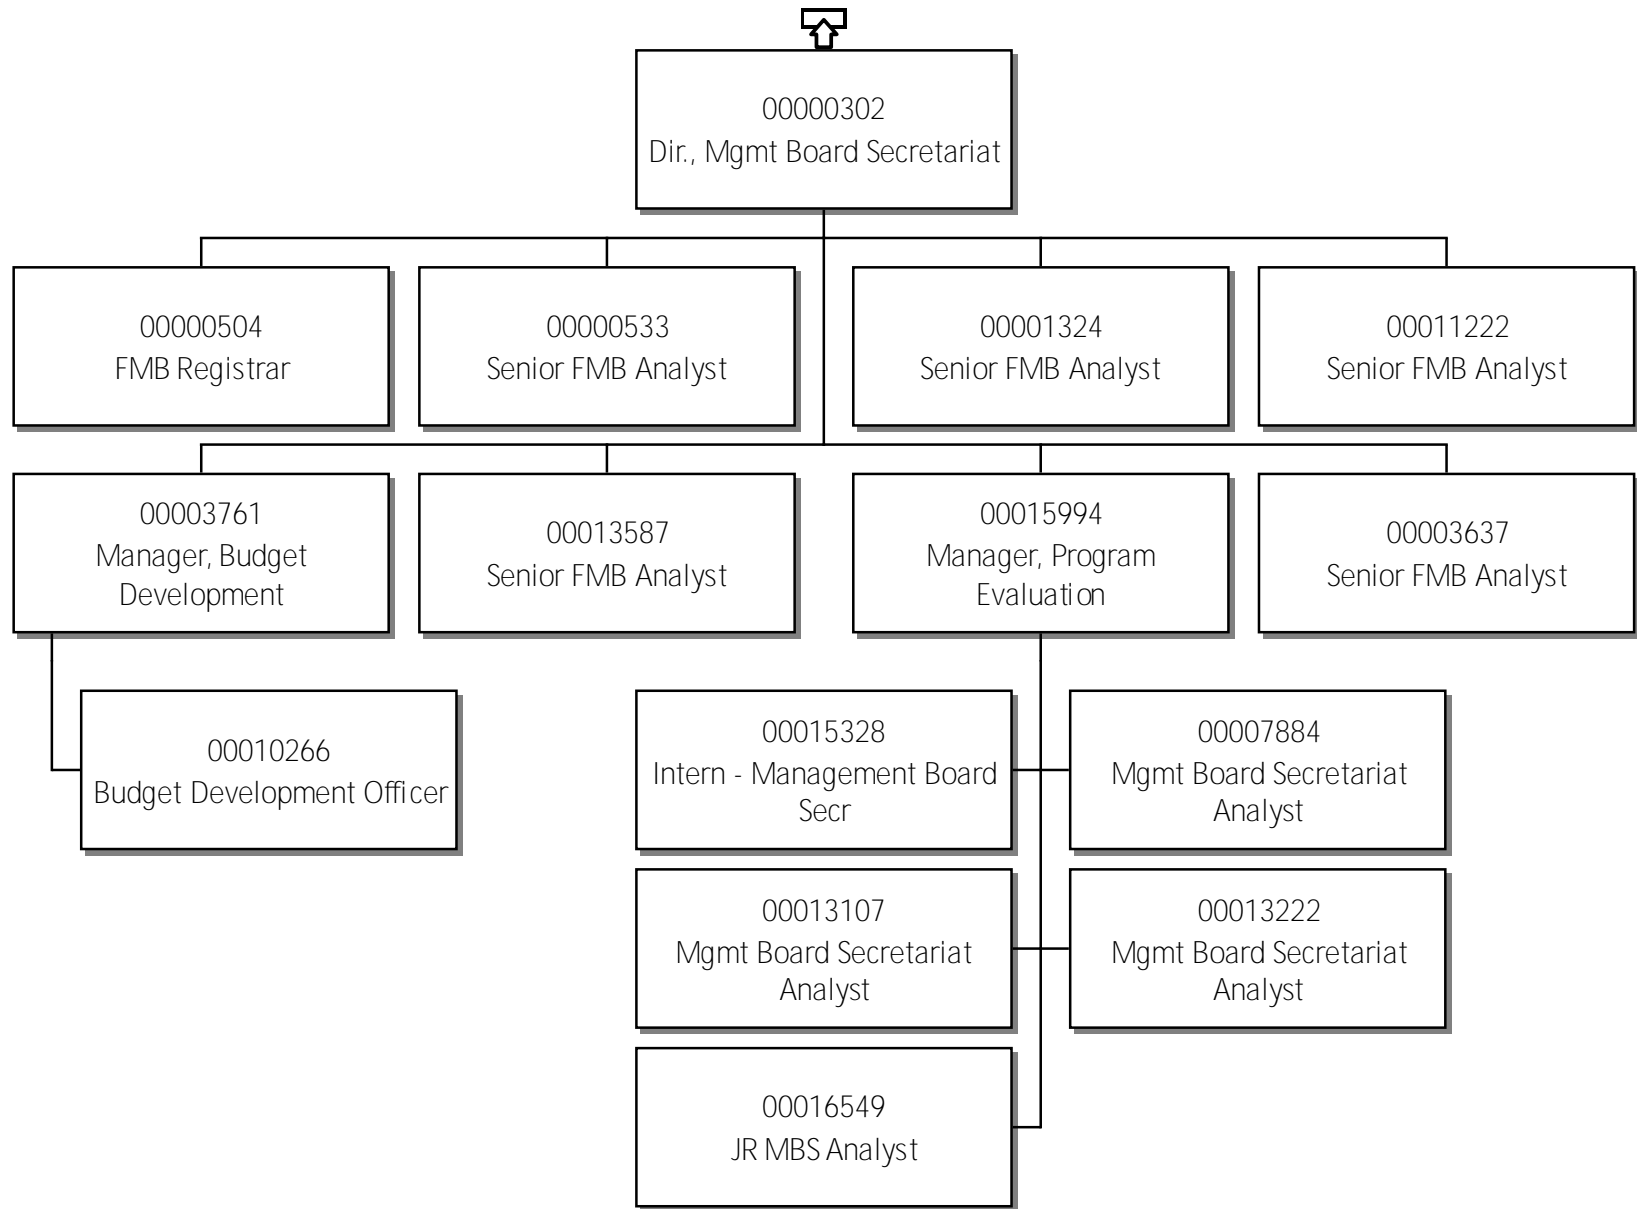 00000302
Dir., Mgmt Board Secretariat
00000504
FMB Registrar
00000533
Senior FMB Analyst
00001324
Senior FMB Analyst
00011222
Senior FMB Analyst
00003761
Manager, Budget
Development
00013587
Senior FMB Analyst
00015994
Manager, Program
Evaluation
00003637
Senior FMB Analyst
00010266
Budget Development Officer
00015328
Intern - Management Board
Secr
00007884
Mgmt Board Secretariat
Analyst
00013107
Mgmt Board Secretariat
Analyst
00013222
Mgmt Board Secretariat
Analyst
00016549
JR MBS Analyst